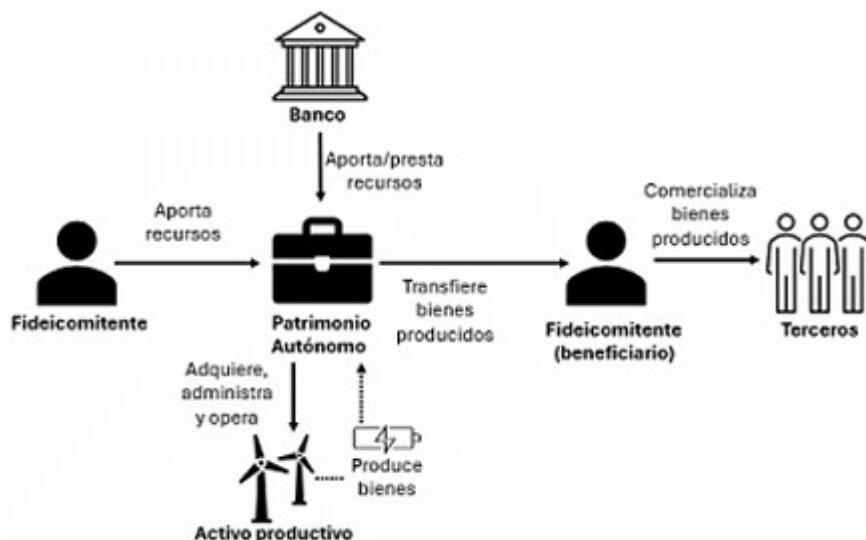 Banco
Aporta/presta
recursos
Aporta
recursos
Comercializa
bienes
producidos
Fideicomitente
Patrimonio
Autónomo
Transfiere
bienes
producidos
Fideicomitente
(beneficiario)
Terceros
Adquiere,
administra
y opera
Produce
bienes
Activo productivo